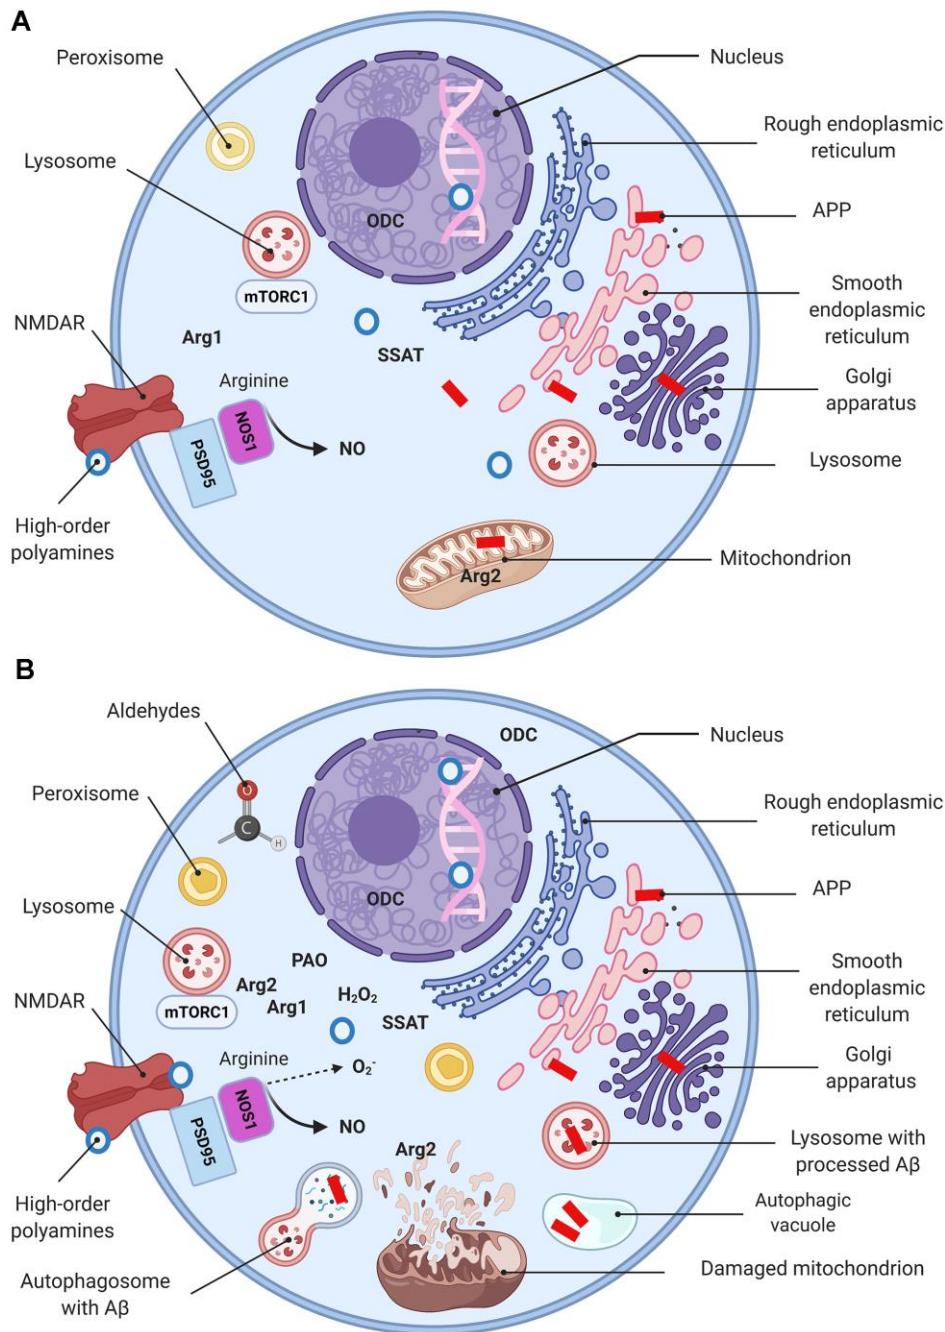 A
Peroxisome
Nucleus
Lysosome
Rough endoplasmic
reticulum
ODC
APP
mTORC1
Smooth
endoplasmic
reticulum
NMDAR
Arg1
SSAT
Arginine
Golgi
apparatus
NOS1
PSD95
NO
Lysosome
High-order
polyamines
Arg2
Mitochondrion
B
Aldehydes
ODC
Nucleus
Peroxisome
O
C
H
Rough endoplasmic
reticulum
ODC
APP
Lysosome
PAO
Smooth
endoplasmic
reticulum
Arg2
H₂O₂
NMDAR
mTORC1
Arg1
SSAT
Arginine
O₂⁻
Golgi
apparatus
NOS1
PSD95
NO
Arg2
Lysosome with
processed Aβ
High-order
polyamines
Autophagic
vacuole
Damaged mitochondrion
Autophagosome
with Aβ